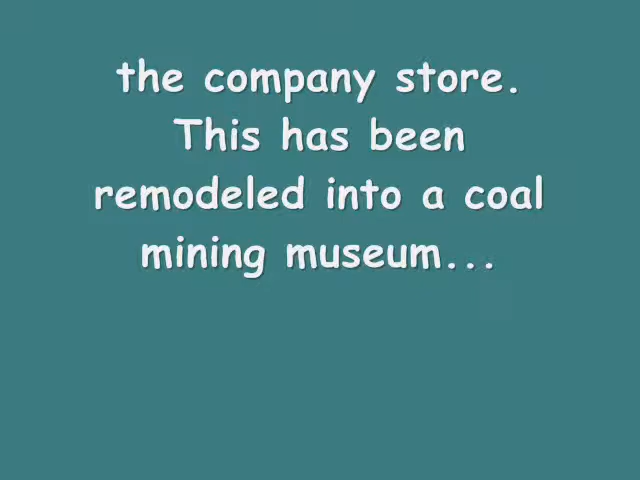 the company store.
This has been
remodeled into a coal
mining museum...